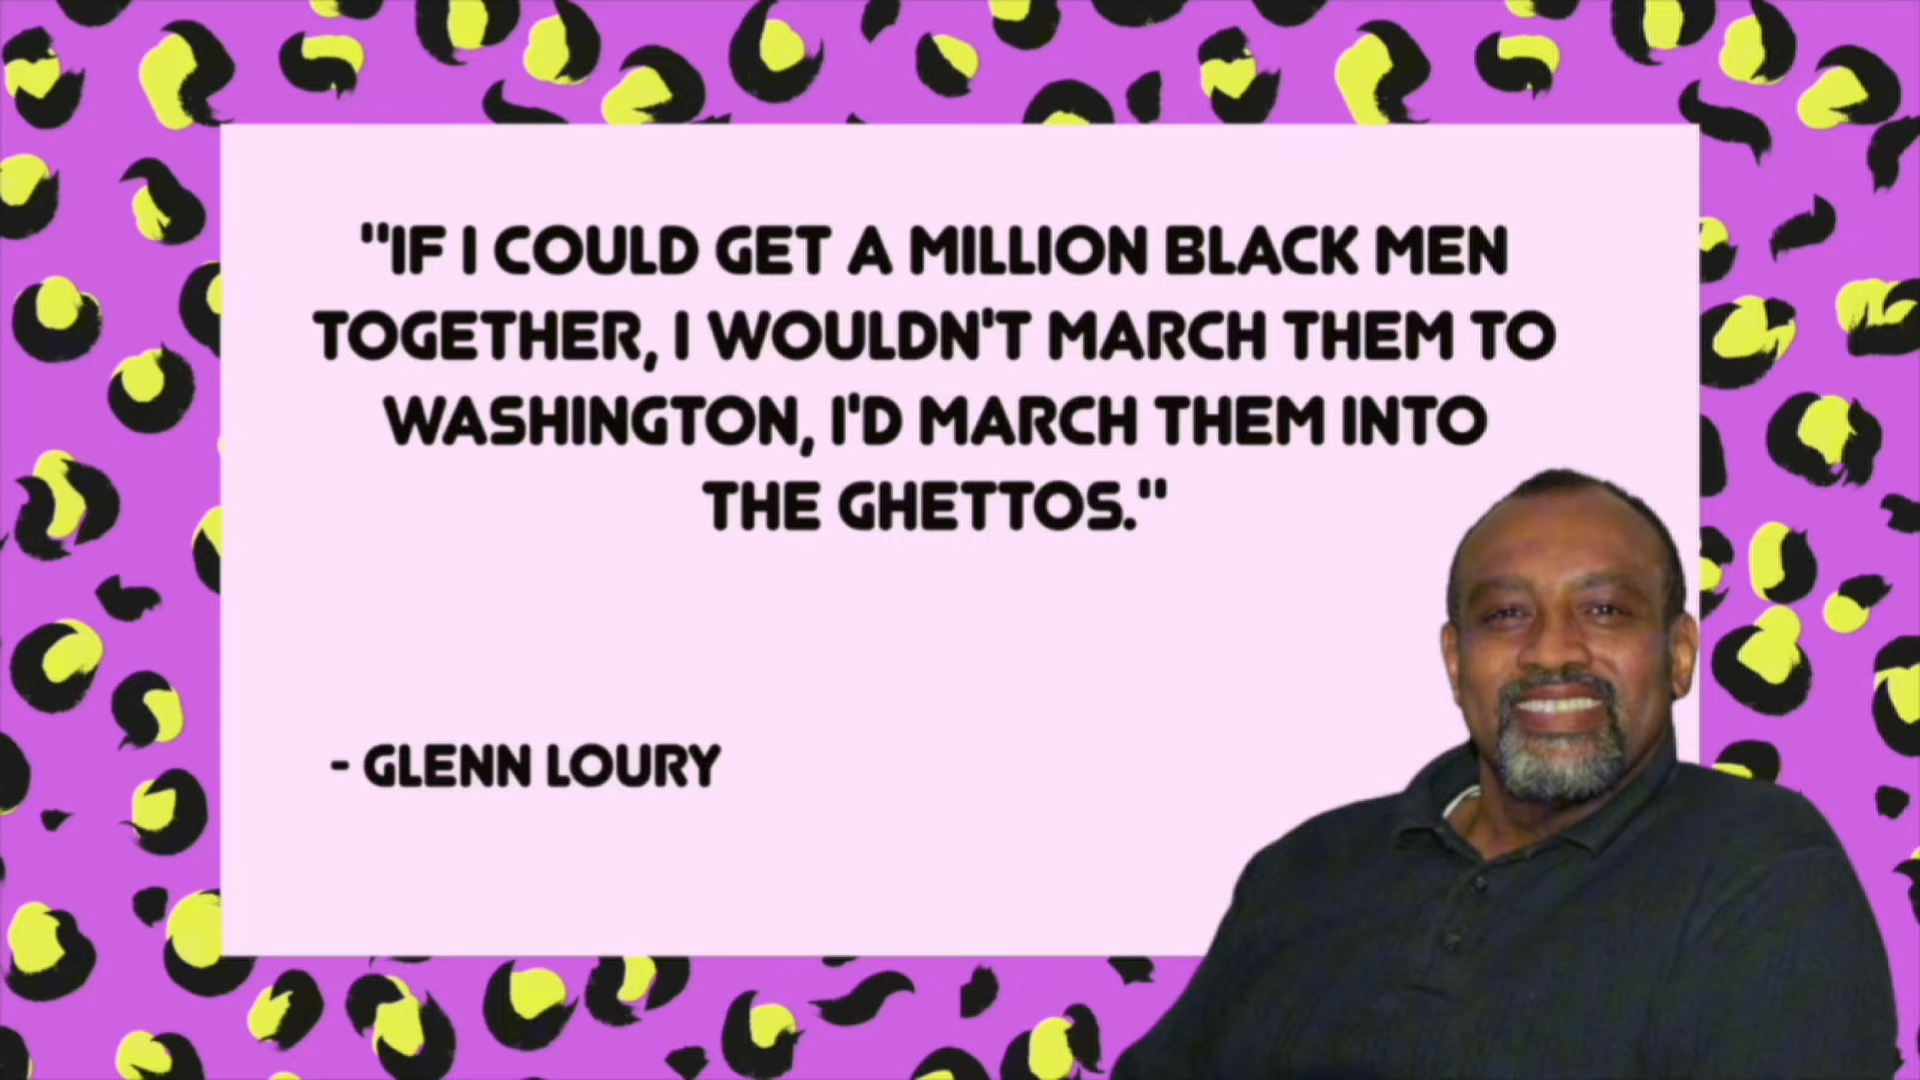 "IF I COULD GET A MILLION BLACK MEN
TOGETHER, I WOULDN'T MARCH THEM TO
WASHINGTON, I'D MARCH THEM INTO
THE GHETTOS."
- GLENN LOURY